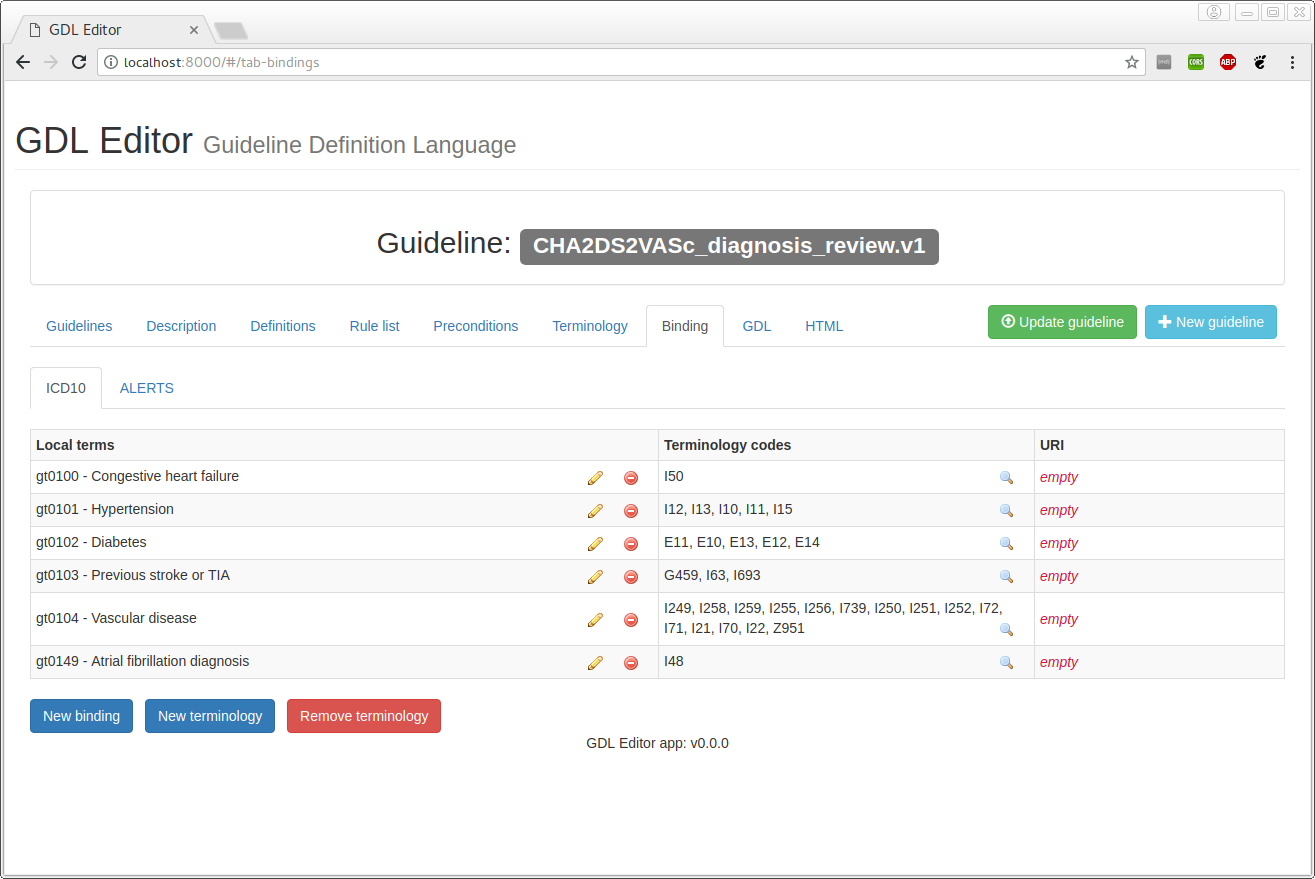 GDL Editor
localhost:8000/#/tab-bindings
CORS
ABP
GDL Editor Guideline Definition Language
Guideline: CHA2DS2VASc_diagnosis_review.v1
Guidelines Description Definitions Rule list Preconditions Terminology Binding GDL HTML Update guideline New guideline
ICD10 ALERTS
Local terms Terminology codes URI
gt0100 - Congestive heart failure I50 empty
gt0101 - Hypertension I12, I13, I10, I11, I15 empty
gt0102 - Diabetes E11, E10, E13, E12, E14 empty
gt0103 - Previous stroke or TIA G459, I63, I693 empty
gt0104 - Vascular disease I249, I258, I259, I255, I256, I739, I250, I251, I252, I72, empty
I71, I21, I70, I22, Z951
gt0149 - Atrial fibrillation diagnosis I48 empty
New binding New terminology Remove terminology
GDL Editor app: v0.0.0